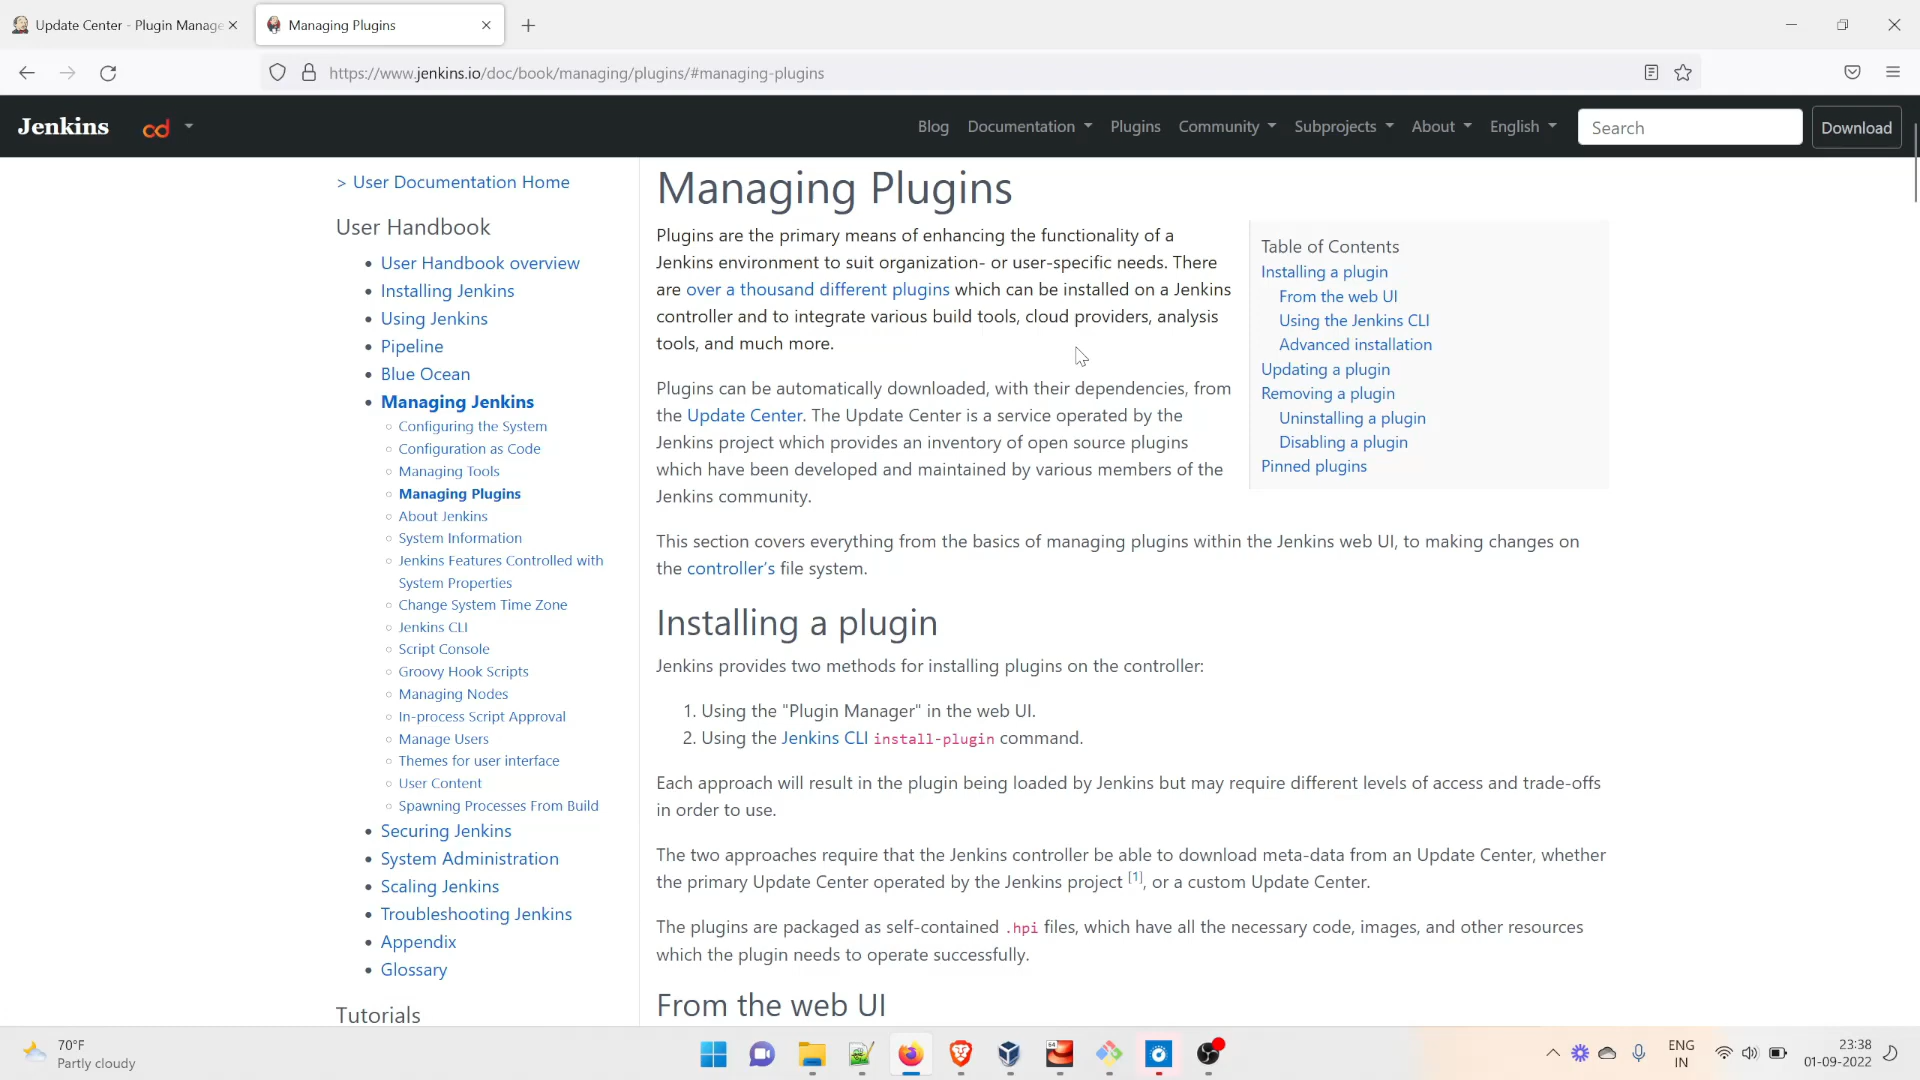 Update Center - Plugin Manage
Managing Plugins
https://www.jenkins.io/doc/book/managing/plugins/#managing-plugins
Jenkins
cd
Blog
Documentation
Plugins
Community
Subprojects
About
English
Search
Download
> User Documentation Home
User Handbook
User Handbook overview
Installing Jenkins
Using Jenkins
Pipeline
Blue Ocean
Managing Jenkins
Configuring the System
Configuration as Code
Managing Tools
Managing Plugins
About Jenkins
System Information
Jenkins Features Controlled with
System Properties
Change System Time Zone
Jenkins CLI
Script Console
Groovy Hook Scripts
Managing Nodes
In-process Script Approval
Manage Users
Themes for user interface
User Content
Spawning Processes From Build
Securing Jenkins
System Administration
Scaling Jenkins
Troubleshooting Jenkins
Appendix
Glossary
Tutorials
Managing Plugins
Plugins are the primary means of enhancing the functionality of a
Jenkins environment to suit organization- or user-specific needs. There
are over a thousand different plugins which can be installed on a Jenkins
controller and to integrate various build tools, cloud providers, analysis
tools, and much more.
Plugins can be automatically downloaded, with their dependencies, from
the Update Center. The Update Center is a service operated by the
Jenkins project which provides an inventory of open source plugins
which have been developed and maintained by various members of the
Jenkins community.
This section covers everything from the basics of managing plugins within the Jenkins web UI, to making changes on
the controller's file system.
Installing a plugin
Jenkins provides two methods for installing plugins on the controller:
1. Using the "Plugin Manager" in the web UI.
2. Using the Jenkins CLI install-plugin command.
Each approach will result in the plugin being loaded by Jenkins but may require different levels of access and trade-offs
in order to use.
The two approaches require that the Jenkins controller be able to download meta-data from an Update Center, whether
the primary Update Center operated by the Jenkins project [1], or a custom Update Center.
The plugins are packaged as self-contained .hpi files, which have all the necessary code, images, and other resources
which the plugin needs to operate successfully.
From the web UI
Table of Contents
Installing a plugin
From the web UI
Using the Jenkins CLI
Advanced installation
Updating a plugin
Removing a plugin
Uninstalling a plugin
Disabling a plugin
Pinned plugins
70°F
Partly cloudy
ENG
IN
23:38
01-09-2022